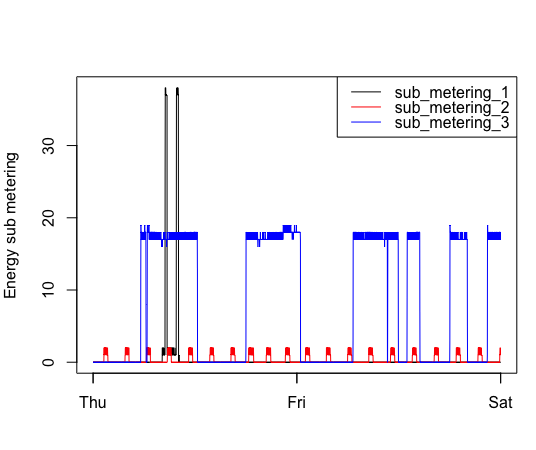 sub_metering_1
sub_metering_2
sub_metering_3
Energy sub metering
30
20
10
0
Thu Fri Sat